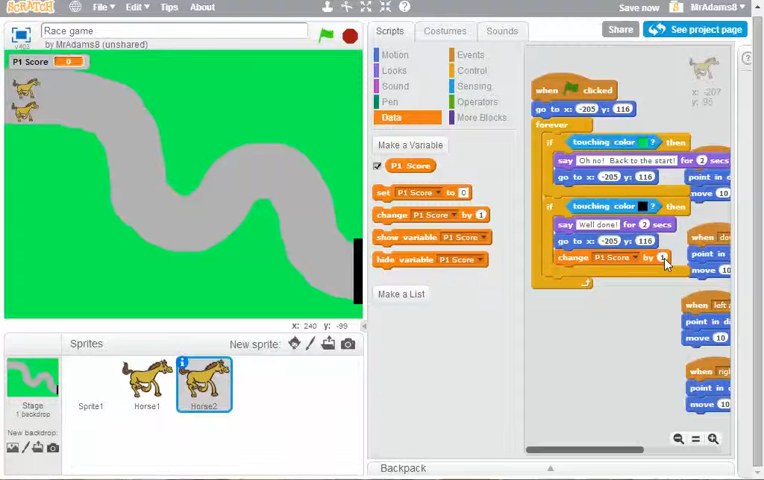 SCRATCH File Edit Tips About Save now MrAdams8
Race game
by MrAdams8 (unshared)
v403
P1 Score 0
x: 240 y: -99
Sprites New sprite:
Stage
1 backdrop
New backdrop:
Sprite1 Horse1 Horse2
Scripts Costumes Sounds
Share See project page
Motion Events
Looks Control
Sound Sensing
Pen Operators
Data More Blocks
Make a Variable
P1 Score
set P1 Score to 0
change P1 Score by 1
show variable P1 Score
hide variable P1 Score
Make a List
when clicked
go to x: -205 y: 116
forever
if touching color ? then
say Oh no! Back to the start! for 2 secs
go to x: -205 y: 116
if touching color ? then
say Well done! for 2 secs
go to x: -205 y: 116
change P1 Score by
x: -207
y: 96
point in d
move 10
when do
point in d
move 10
when left a
point in di
move 10
when rig
point in di
move 10
Backpack
?